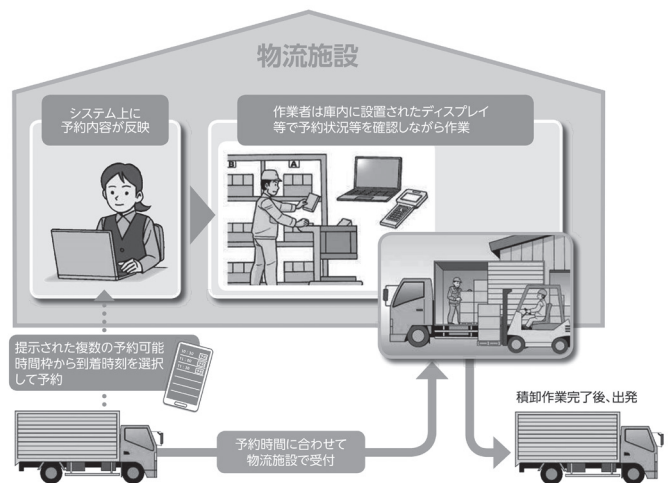 物流施設
システム上に
予約内容が反映
作業者は庫内に設置されたディスプレイ
等で予約状況等を確認しながら作業
B
A
提示された複数の予約可能
時間枠から到着時刻を選択
して予約
予約時間に合わせて
物流施設で受付
積卸作業完了後、出発